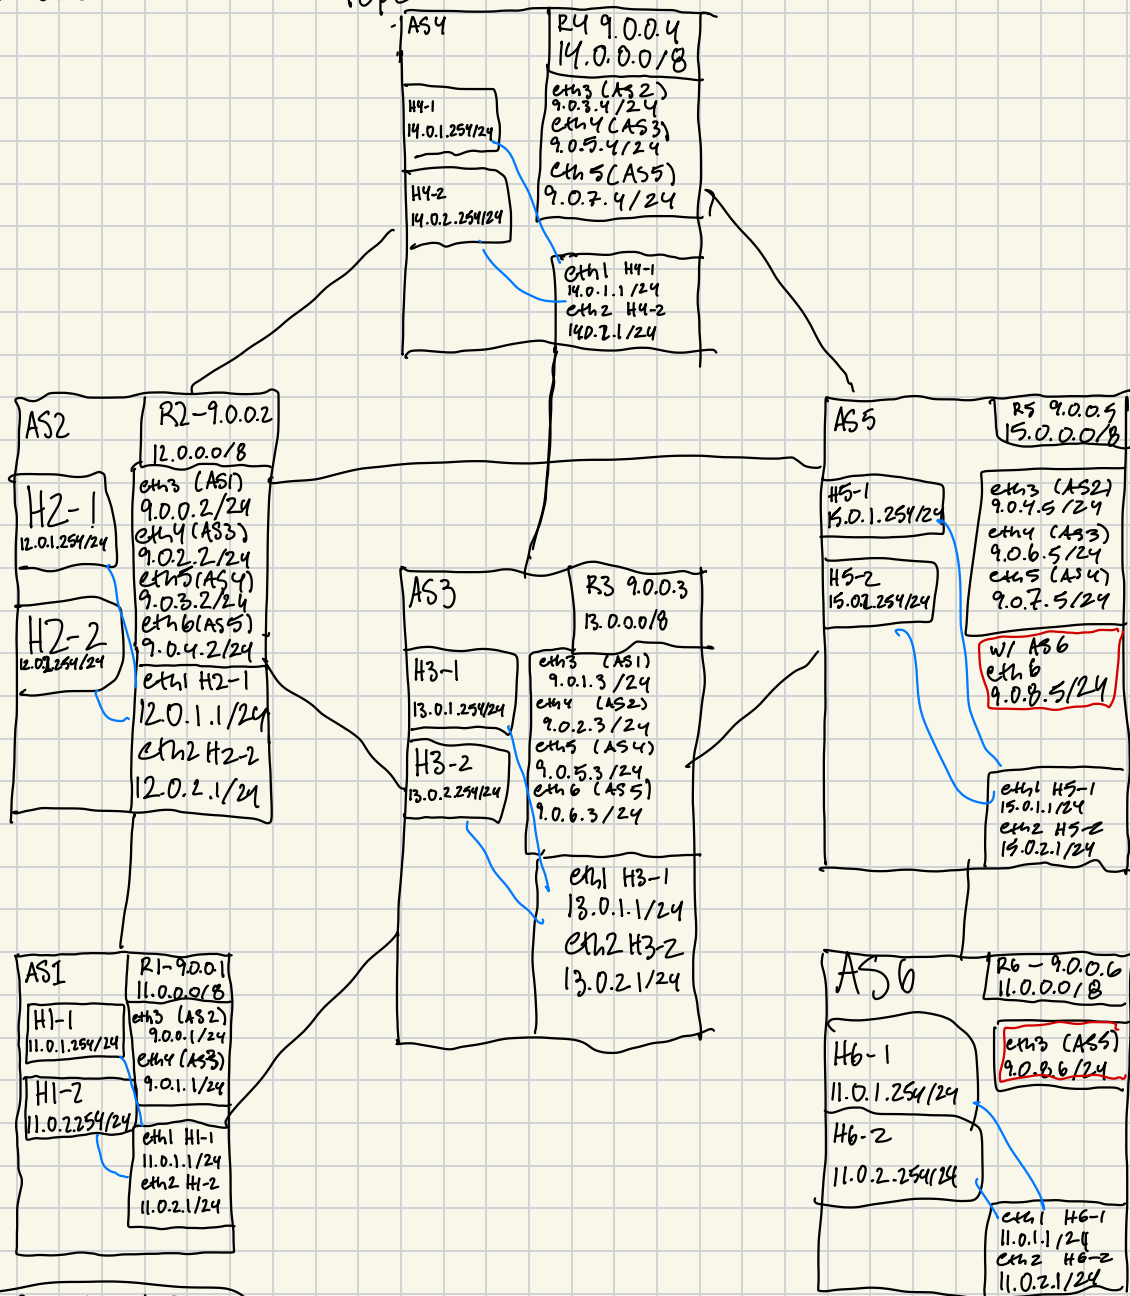 AS4
R4 9.0.0.4
14.0.0.0/8
eth3 (AS2)
9.0.3.4/24
eth4 (AS3)
9.0.5.4/24
eth5 (AS5)
9.0.7.4/24
H4-1
14.0.1.254/24
H4-2
14.0.2.254/24
eth1 H4-1
14.0.1.1/24
eth2 H4-2
140.2.1/24
AS2
R2-9.0.0.2
12.0.0.0/8
H2-1
12.0.1.254/24
H2-2
12.0.2.254/24
eth3 (AS1)
9.0.0.2/24
eth4 (AS3)
9.0.2.2/24
eth5 (AS4)
9.0.3.2/24
eth6 (AS5)
9.0.4.2/24
eth1 H2-1
12.0.1.1/24
eth2 H2-2
12.0.2.1/24
AS3
R3 9.0.0.3
13.0.0.0/8
H3-1
13.0.1.254/24
H3-2
13.0.2.254/24
eth3 (AS1)
9.0.1.3/24
eth4 (AS2)
9.0.2.3/24
eth5 (AS4)
9.0.5.3/24
eth6 (AS5)
9.0.6.3/24
eth1 H3-1
13.0.1.1/24
eth2 H3-2
13.0.2.1/24
AS5
R5 9.0.0.5
15.0.0.0/8
H5-1
15.0.1.254/24
H5-2
15.0.2.254/24
eth3 (AS2)
9.0.4.5/24
eth4 (AS3)
9.0.6.5/24
eth5 (AS4)
9.0.7.5/24
w/ AS6
eth6
9.0.8.5/24
eth1 H5-1
15.0.1.1/24
eth2 H5-2
15.0.2.1/24
AS1
R1-9.0.0.1
11.0.0.0/8
H1-1
11.0.1.254/24
H1-2
11.0.2.254/24
eth3 (AS2)
9.0.0.1/24
eth4 (AS3)
9.0.1.1/24
eth1 H1-1
11.0.1.1/24
eth2 H1-2
11.0.2.1/24
AS6
R6 - 9.0.0.6
11.0.0.0/8
H6-1
11.0.1.254/24
H6-2
11.0.2.254/24
eth3 (AS5)
9.0.8.6/24
eth1 H6-1
11.0.1.1/24
eth2 H6-2
11.0.2.1/24